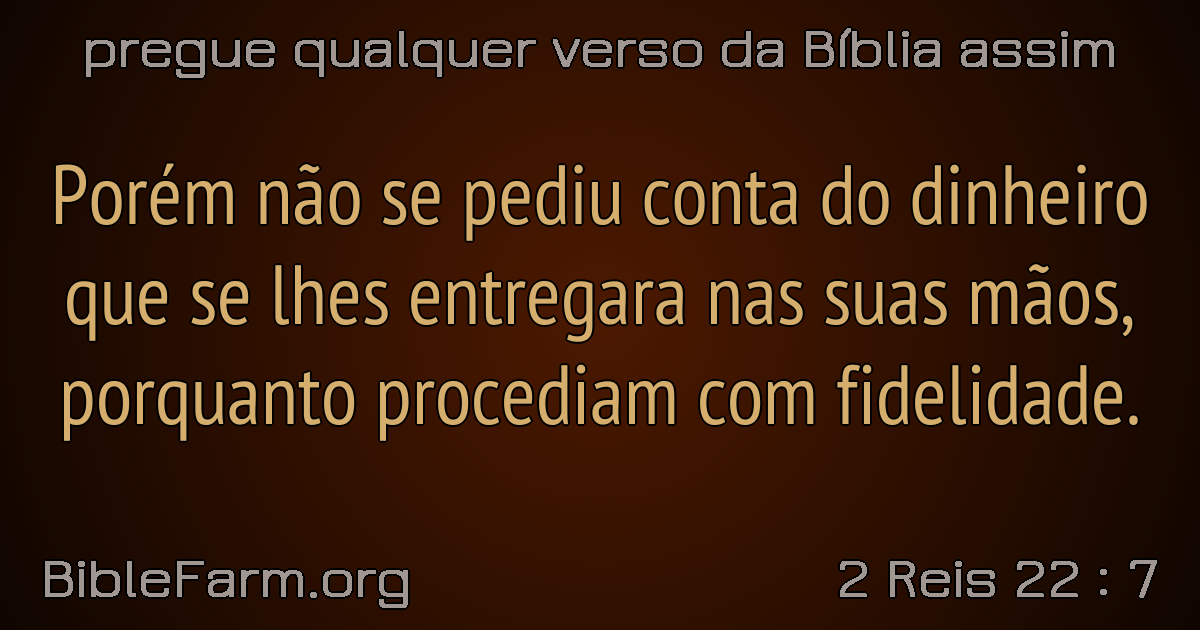 pregue qualquer verso da Bíblia assim
Porém não se pediu conta do dinheiro
que se lhes entregara nas suas mãos,
porquanto procediam com fidelidade.
BibleFarm.org
2 Reis 22 : 7